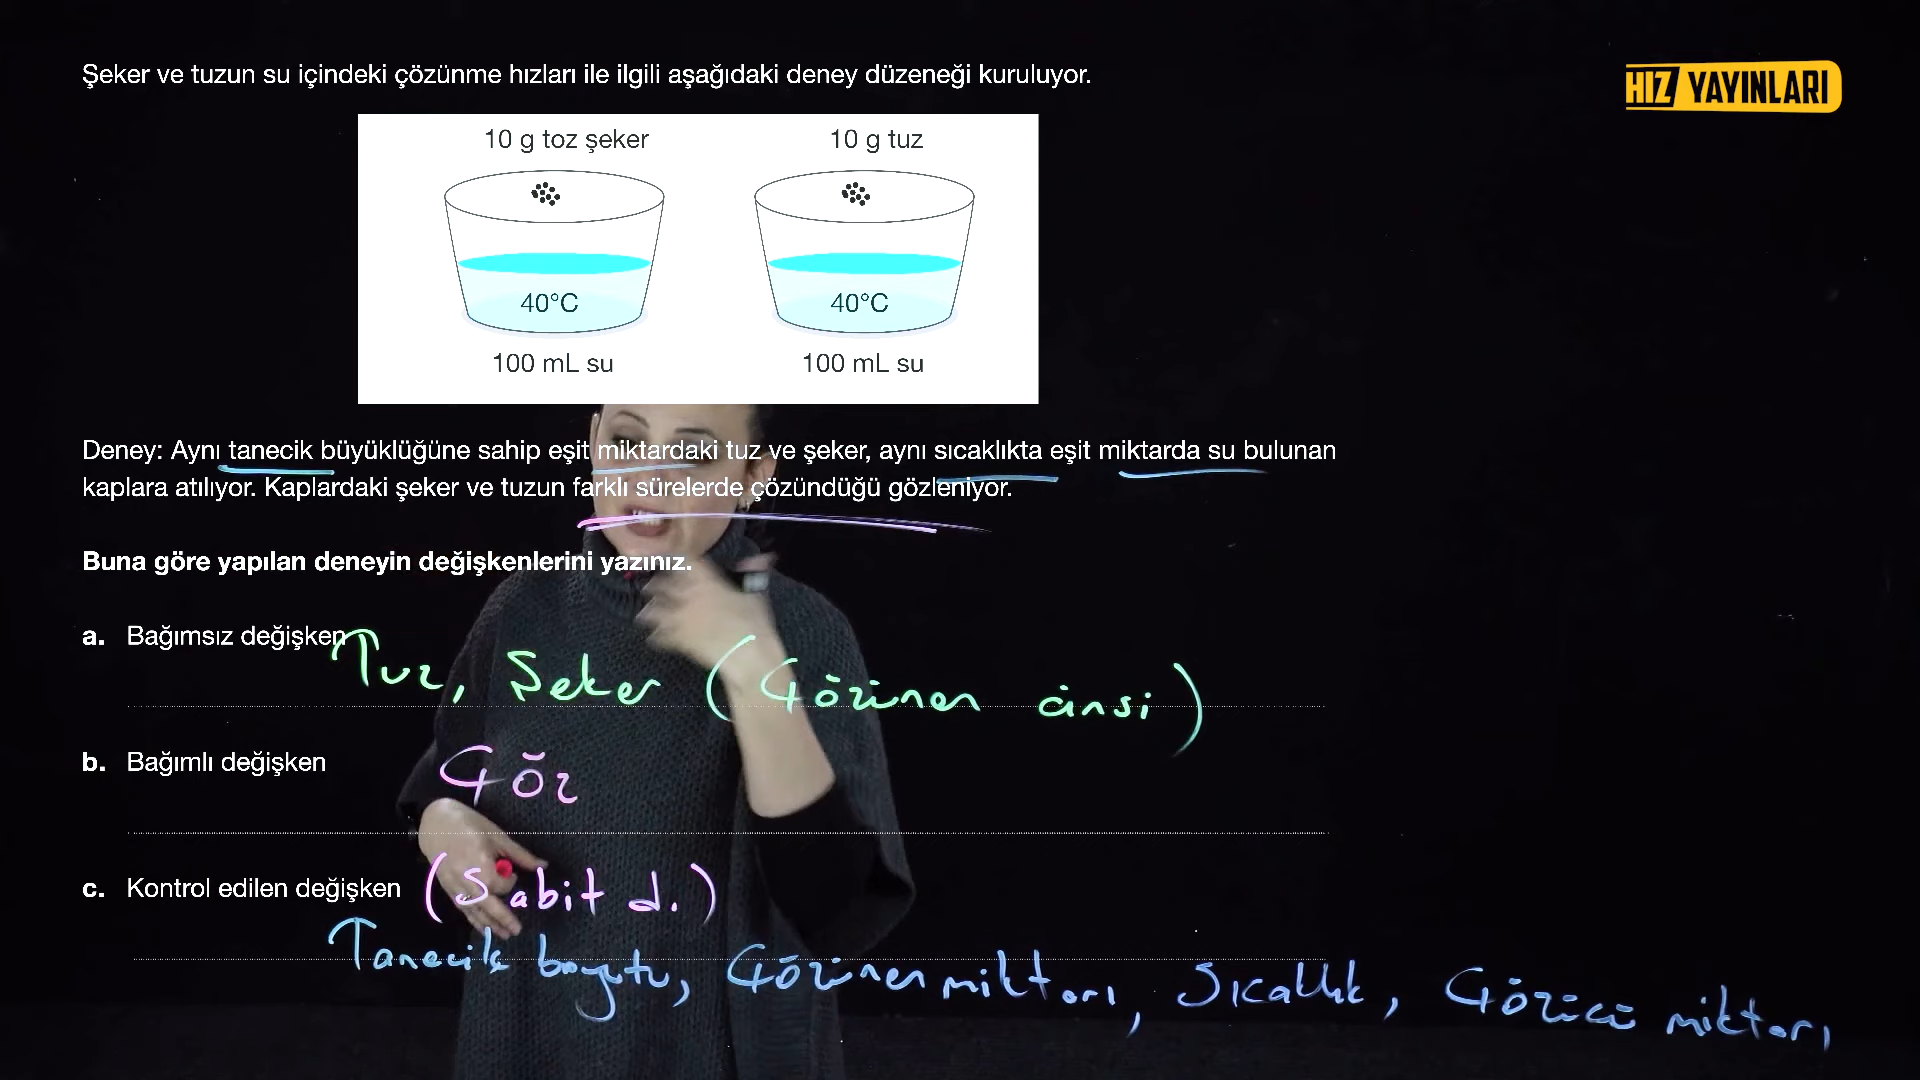 Şeker ve tuzun su içindeki çözünme hızları ile ilgili aşağıdaki deney düzeneği kuruluyor.
HIZ YAYINLARI
10 g toz şeker
10 g tuz
40°C
40°C
100 mL su
100 mL su
Deney: Aynı tanecik büyüklüğüne sahip eşit miktardaki tuz ve şeker, aynı sıcaklıkta eşit miktarda su bulunan
kaplara atılıyor. Kaplardaki şeker ve tuzun farklı sürelerde çözündüğü gözleniyor.
Buna göre yapılan deneyin değişkenlerini yazınız.
a. Bağımsız değişken
Tuz, Şeker (Çözünen cinsi)
b. Bağımlı değişken
Çöz
c. Kontrol edilen değişken (Sabit d.)
Tanecik boyutu, Çözünen miktarı, Sıcaklık, Çözücü miktarı